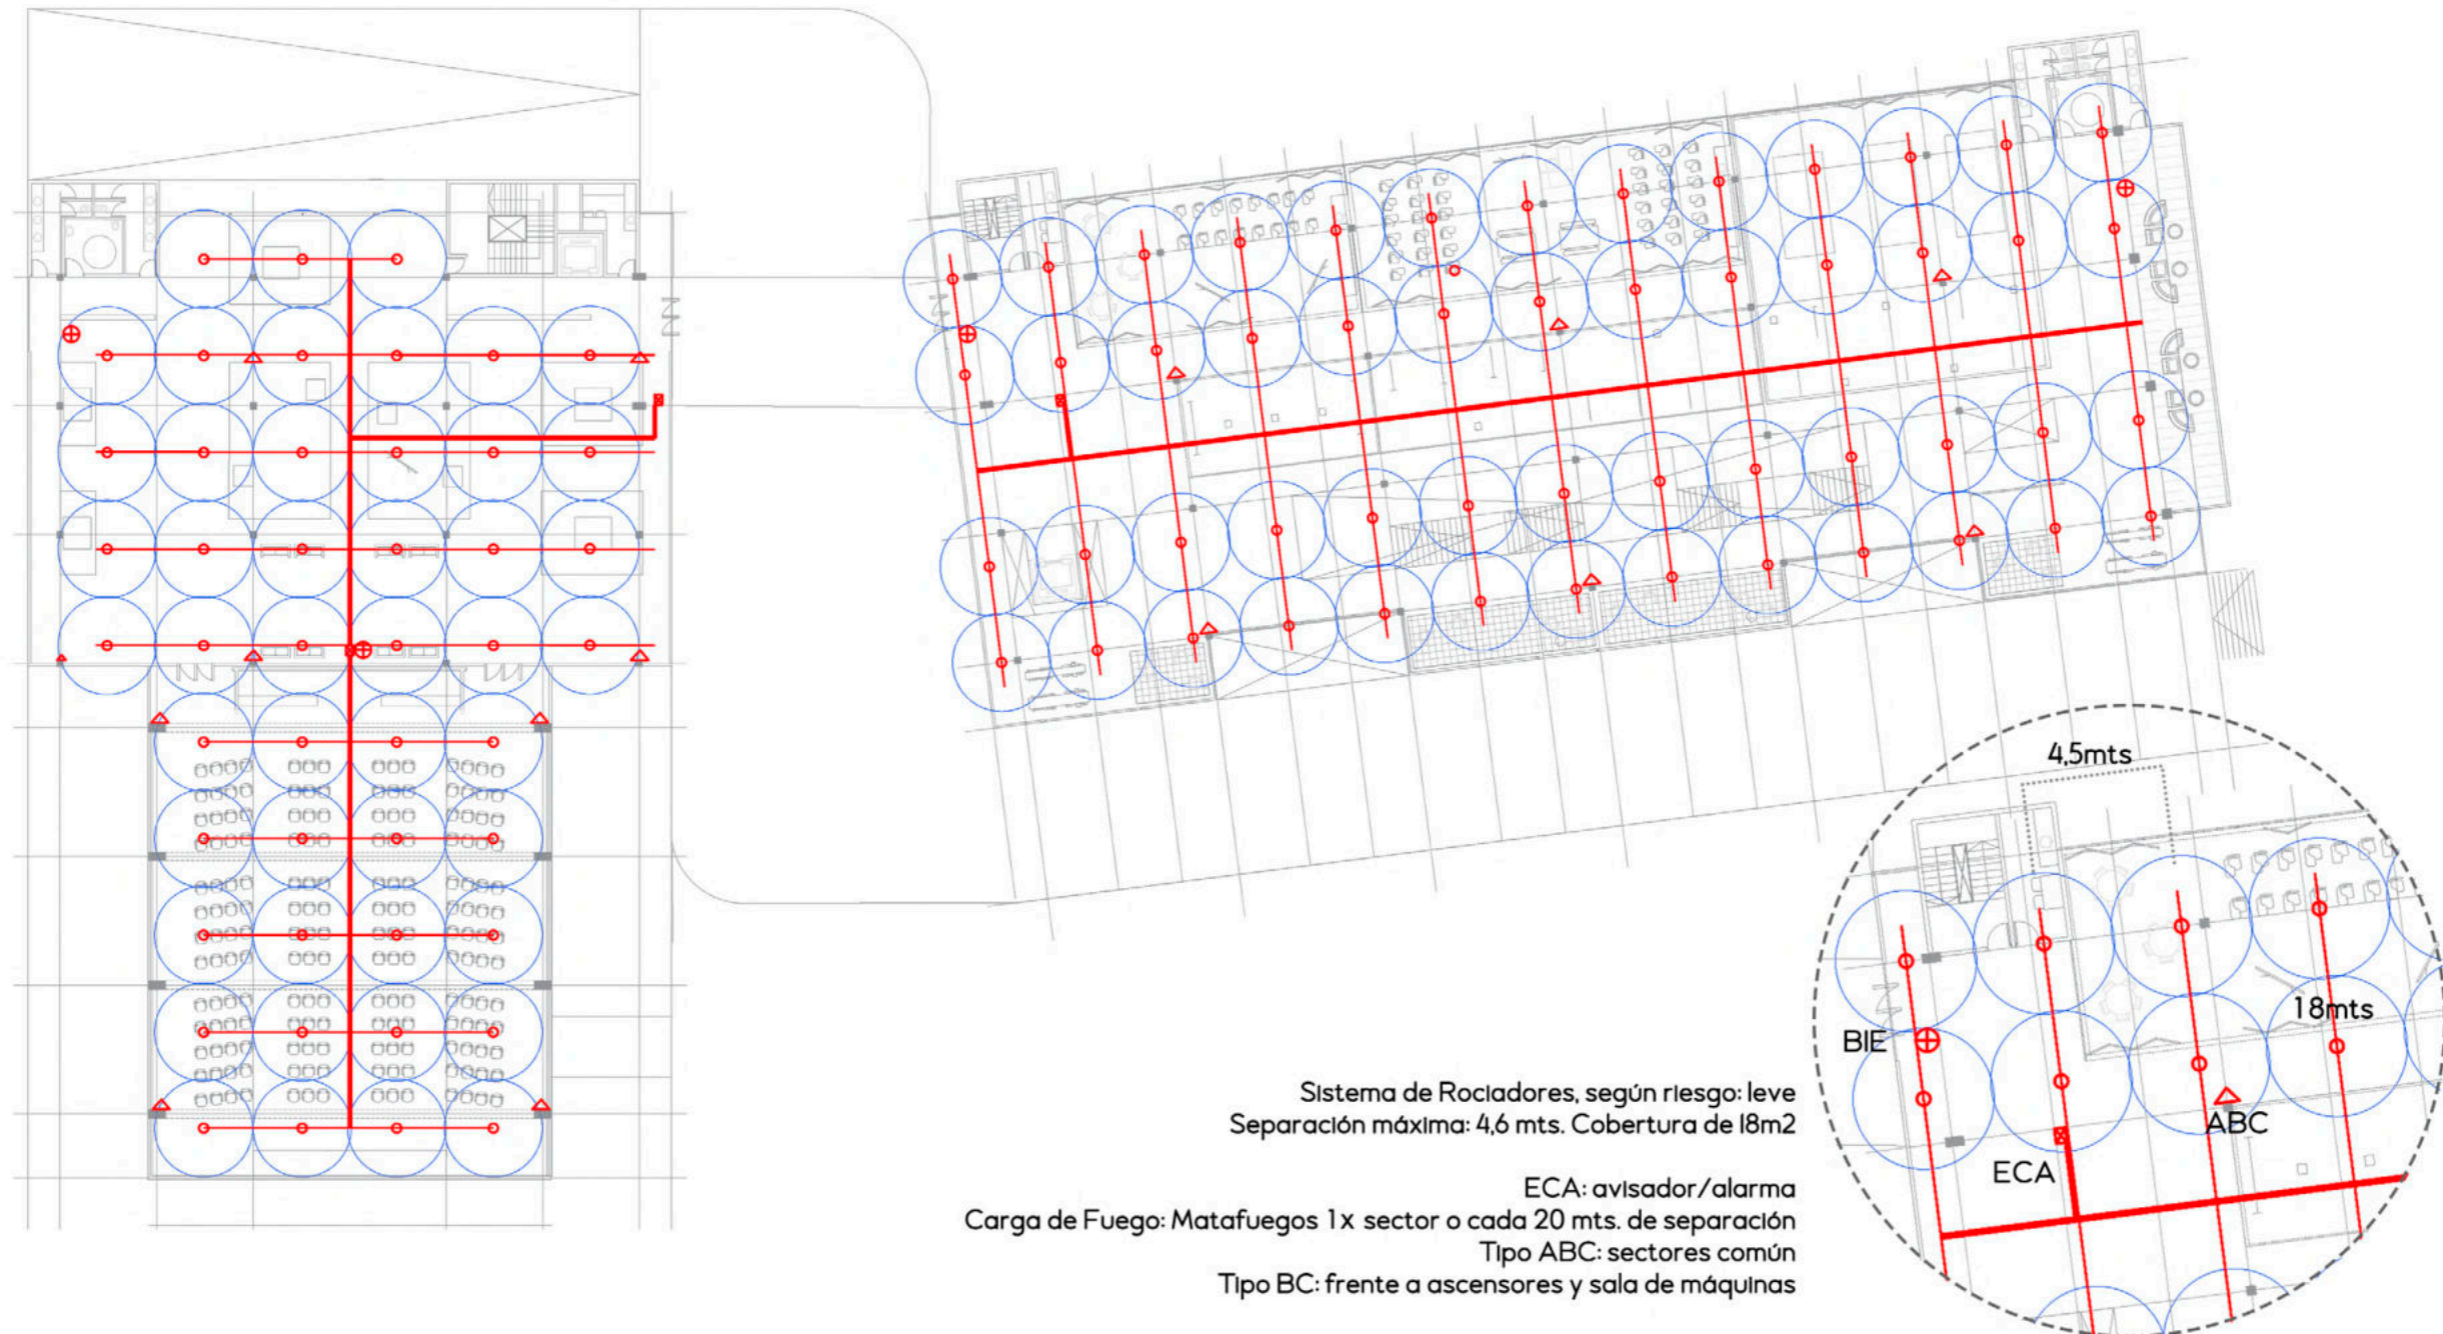 4,5mts
18mts
BIE
ABC
ECA
Sistema de Rociadores, según riesgo: leve
Separación máxima: 4,6 mts. Cobertura de 18m2
ECA: avisador/alarma
Carga de Fuego: Matafuegos 1x sector o cada 20 mts. de separación
Tipo ABC: sectores común
Tipo BC: frente a ascensores y sala de máquinas